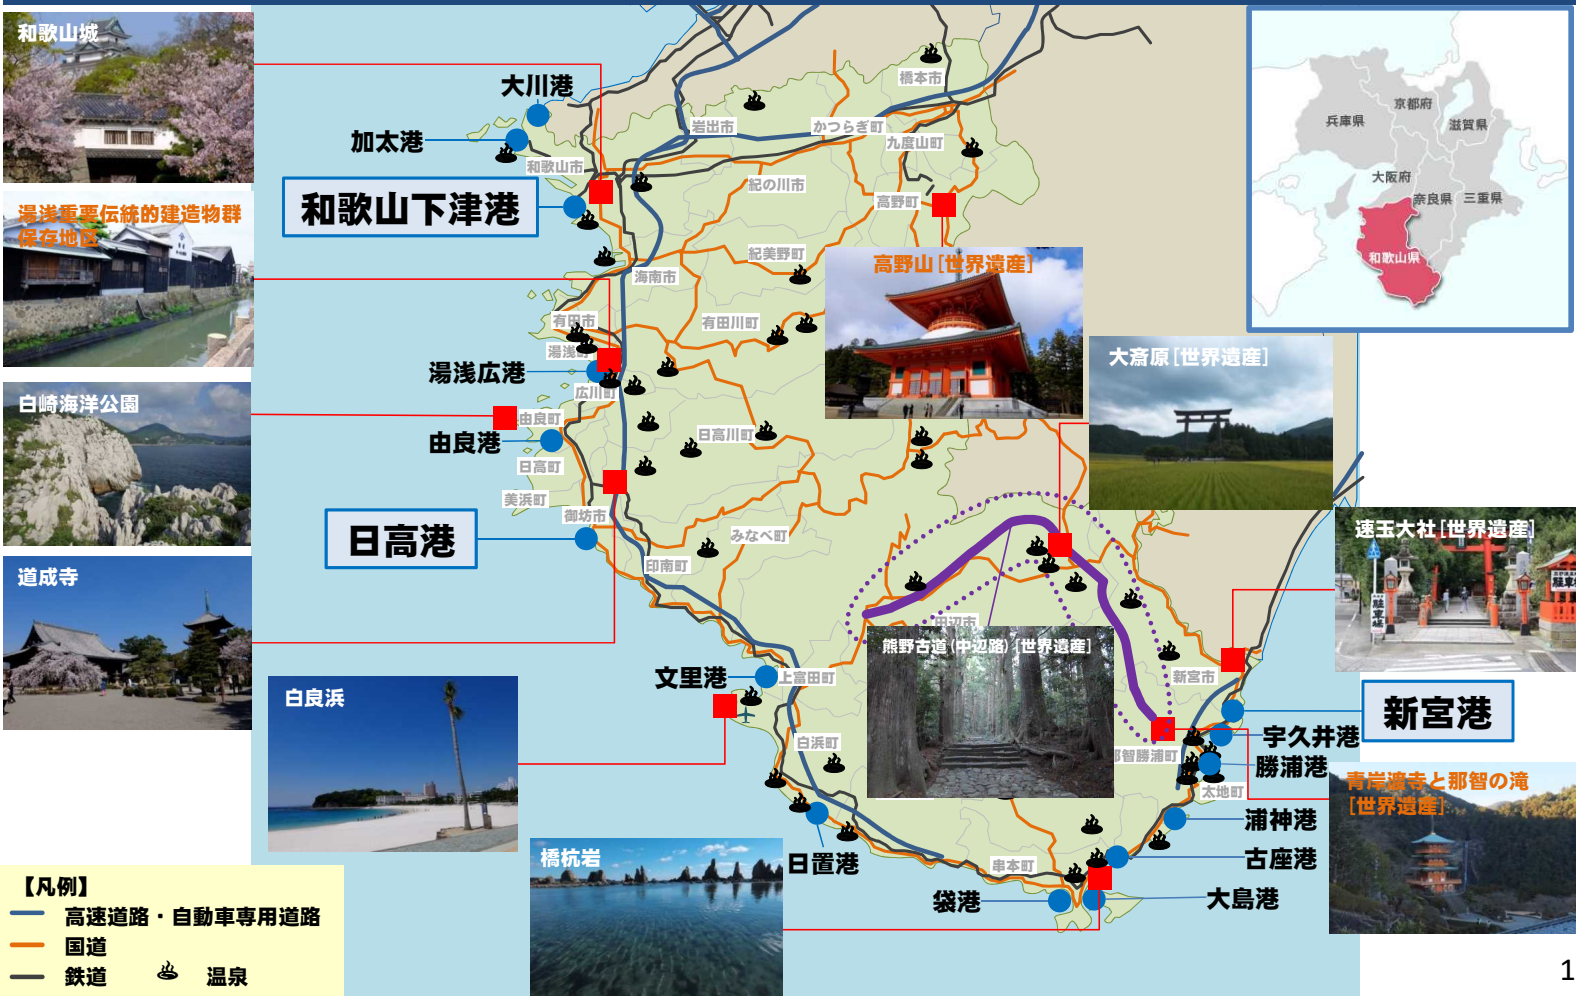 和歌山城
大川港
加太港
和歌山下津港
湯浅重要伝統的建造物群
保存地区
湯浅広港
白崎海洋公園
由良港
日高港
道成寺
文里港
白良浜
橋杭岩
日置港
袋港
大島港
古座港
浦神港
勝浦港
宇久井港
新宮港
高野山[世界遺産]
大斎原[世界遺産]
速玉大社[世界遺産]
熊野古道(中辺路)[世界遺産]
青岸渡寺と那智の滝
[世界遺産]
橋本市
岩出市
かつらぎ町
九度山町
和歌山市
紀の川市
高野町
紀美野町
海南市
有田市
有田川町
湯浅町
広川町
由良町
日高川町
日高町
美浜町
御坊市
みなべ町
印南町
田辺市
上富田町
白浜町
新宮市
那智勝浦町
太地町
串本町
兵庫県
京都府
滋賀県
大阪府
奈良県
三重県
和歌山県
駐車場
駐車場
【凡例】
高速道路・自動車専用道路
国道
鉄道
温泉
1